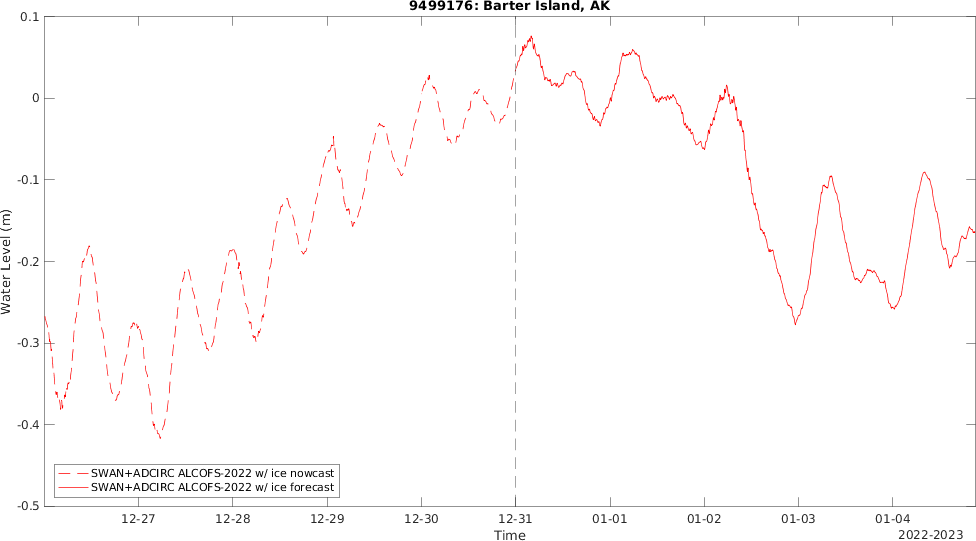 9499176: Barter Island, AK
0.1
0
-0.1
-0.2
-0.3
-0.4
-0.5
Water Level (m)
SWAN+ADCIRC ALCOFS-2022 w/ ice nowcast
SWAN+ADCIRC ALCOFS-2022 w/ ice forecast
12-27 12-28 12-29 12-30 12-31 01-01 01-02 01-03 01-04
Time
2022-2023